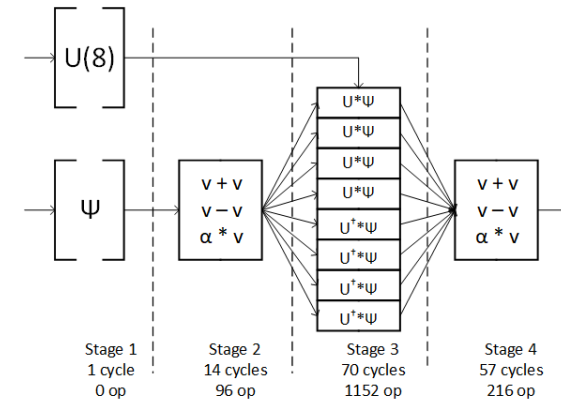 U(8)
Ψ
v + v
v – v
α * v
U*Ψ
U*Ψ
U*Ψ
U*Ψ
U†*Ψ
U†*Ψ
U†*Ψ
U†*Ψ
v + v
v – v
α * v
Stage 1
1 cycle
0 op
Stage 2
14 cycles
96 op
Stage 3
70 cycles
1152 op
Stage 4
57 cycles
216 op